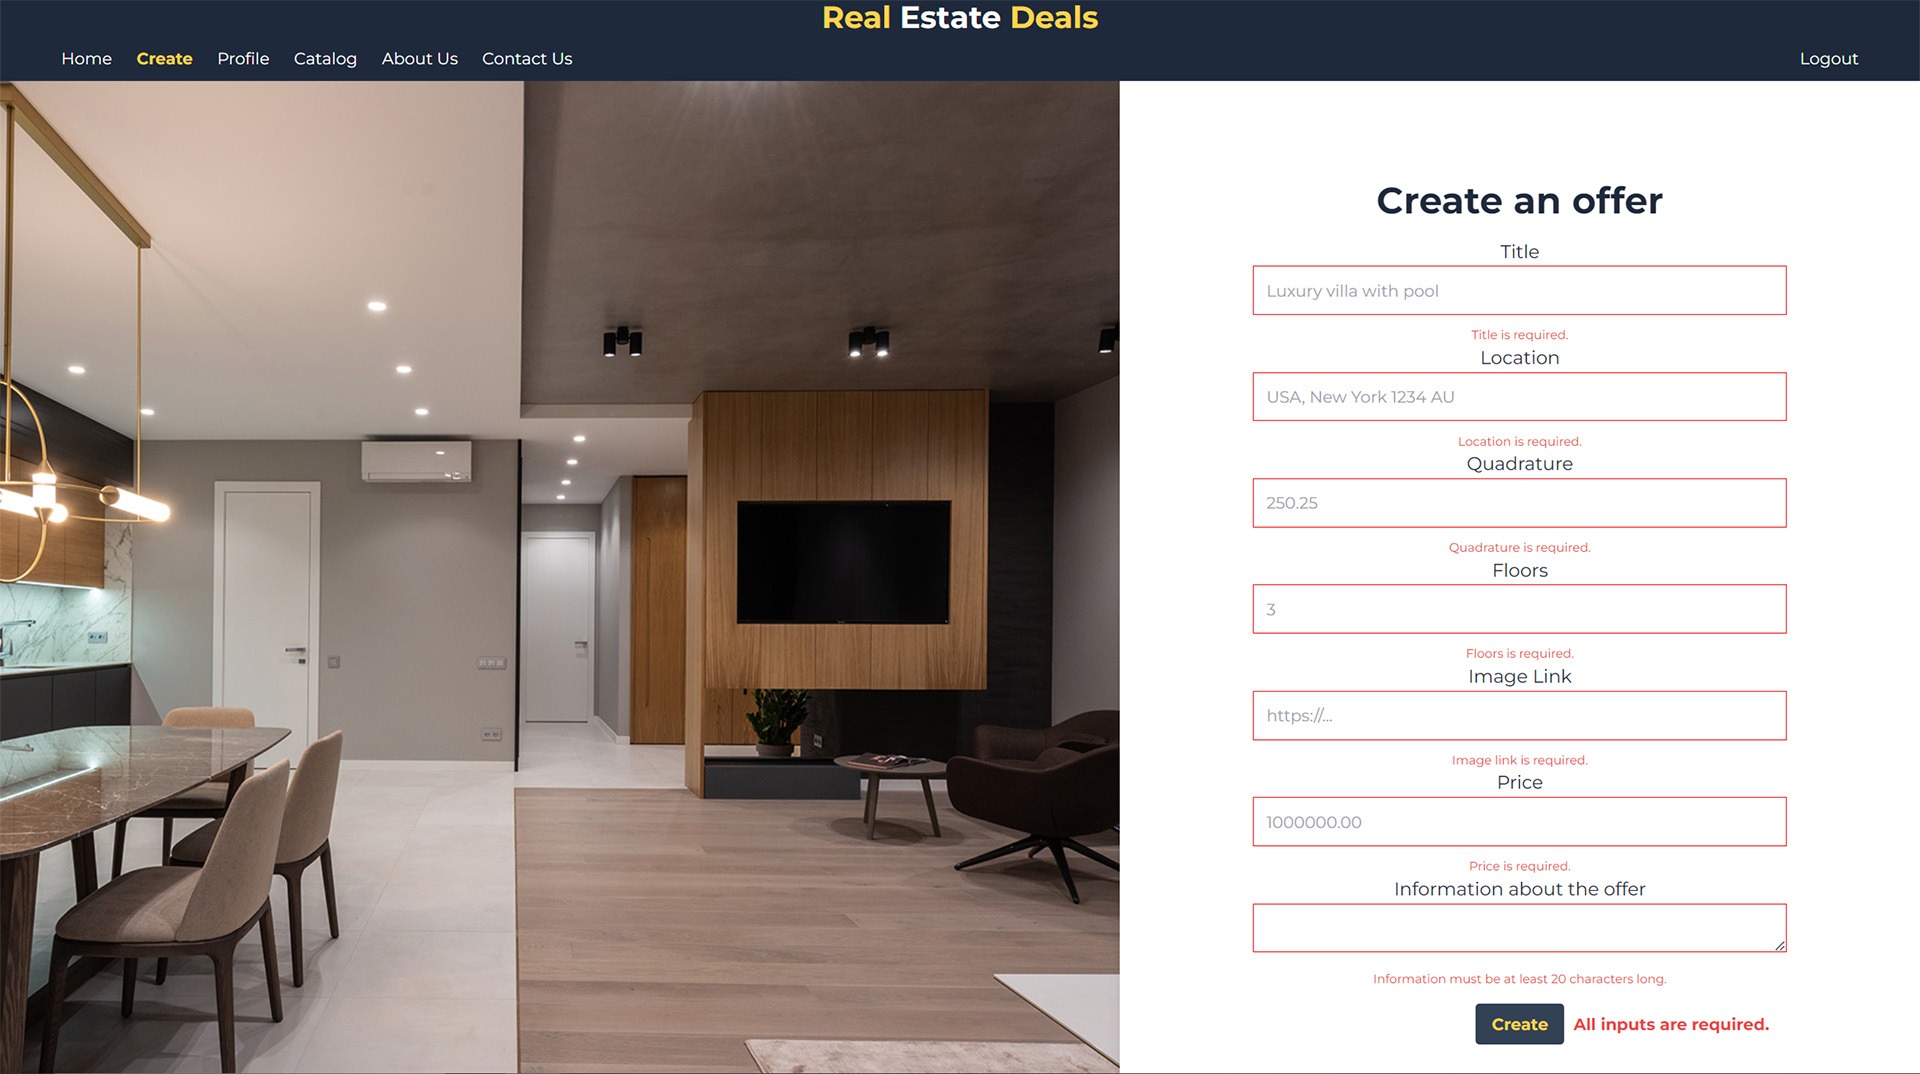 Real Estate Deals
Home Create Profile Catalog About Us Contact Us Logout
Create an offer
Title
Luxury villa with pool
Title is required.
Location
USA, New York 1234 AU
Location is required.
Quadrature
250.25
Quadrature is required.
Floors
3
Floors is required.
Image Link
https://...
Image link is required.
Price
1000000.00
Price is required.
Information about the offer
Information must be at least 20 characters long.
Create All inputs are required.